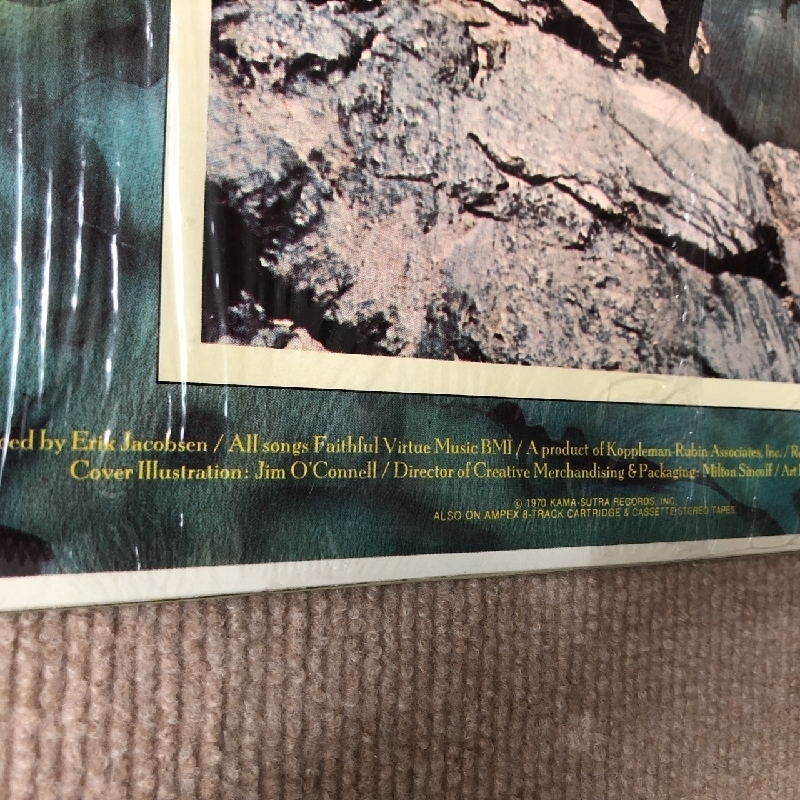 ced by Erik Jacobsen / All songs Faithful Virtue Music BMI / A product of Koppleman-Rubin Associates, Inc. / Re
Cover Illustration: Jim O'Connell / Director of Creative Merchandising & Packaging: Milton Sincoff / Art
© 1970 KAMA-SUTRA RECORDS, INC.
ALSO ON AMPEX 8-TRACK CARTRIDGE & CASSETTE STEREO TAPES